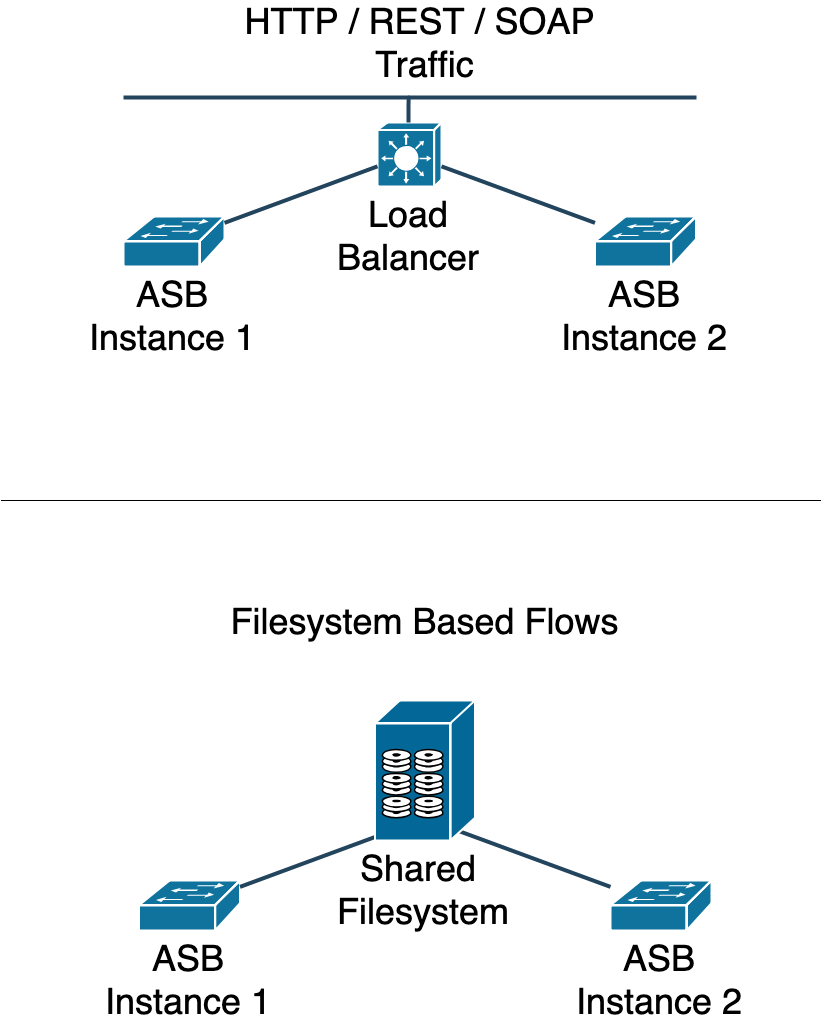 HTTP / REST / SOAP
Traffic
Load
Balancer
ASB
Instance 1
ASB
Instance 2
Filesystem Based Flows
Shared
Filesystem
ASB
Instance 1
ASB
Instance 2